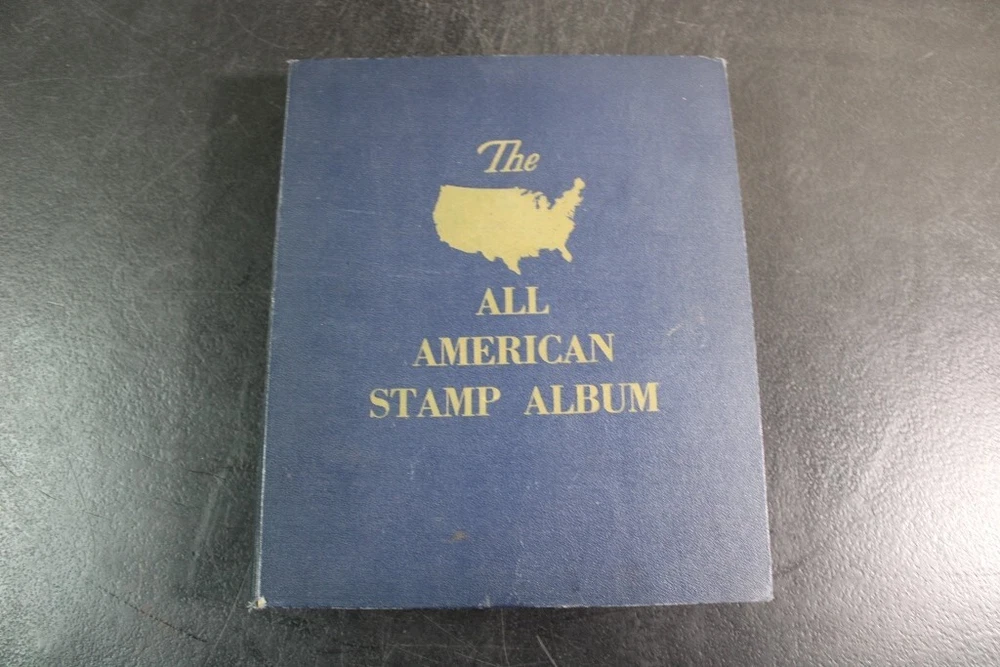 The
ALL
AMERICAN
STAMP ALBUM